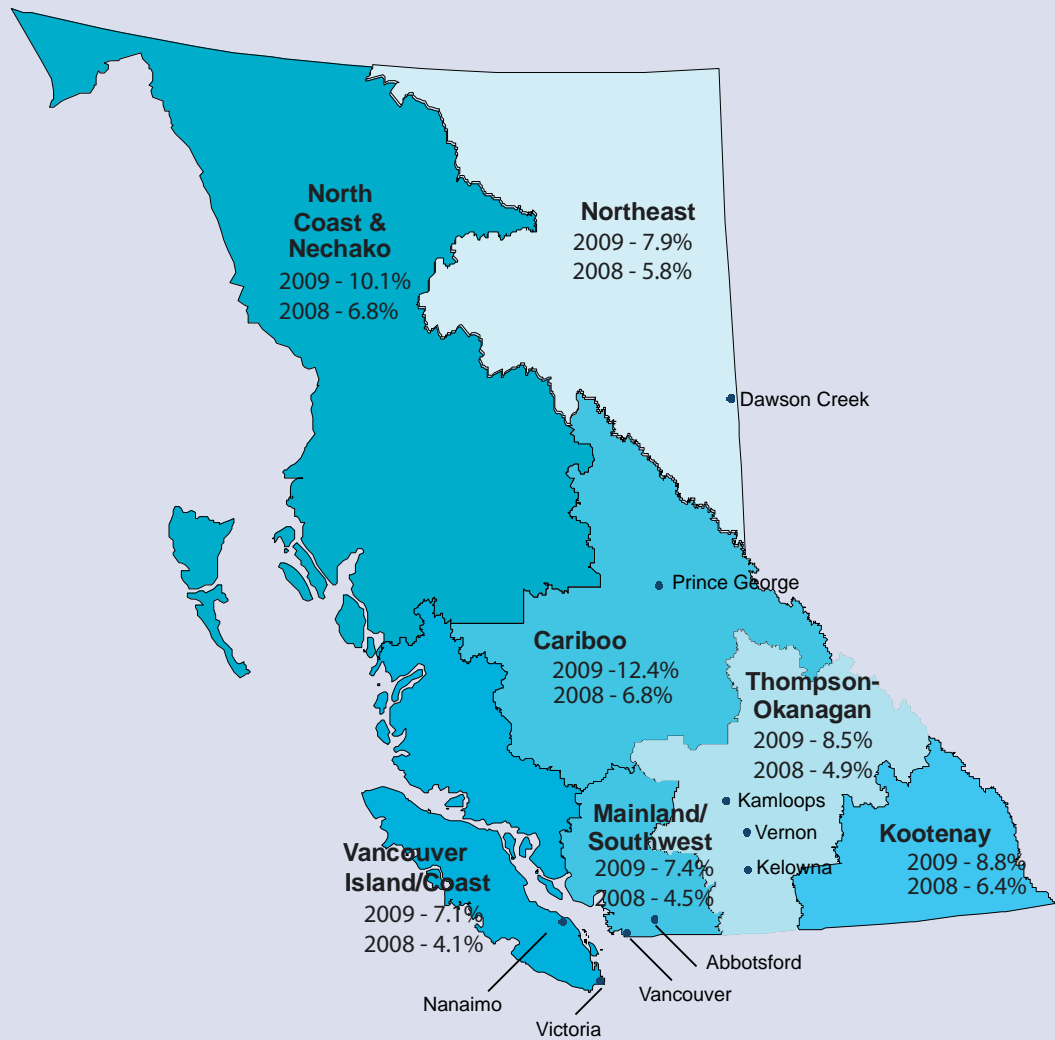 North
Coast &
Nechako
2009 - 10.1%
2008 - 6.8%
Northeast
2009 - 7.9%
2008 - 5.8%
Dawson Creek
Prince George
Cariboo
2009 -12.4%
2008 - 6.8%
Thompson-
Okanagan
2009 - 8.5%
2008 - 4.9%
Kamloops
Vernon
Kelowna
Mainland/
Southwest
2009 - 7.4%
2008 - 4.5%
Kootenay
2009 - 8.8%
2008 - 6.4%
Vancouver
Island/Coast
2009 - 7.1%
2008 - 4.1%
Abbotsford
Vancouver
Nanaimo
Victoria